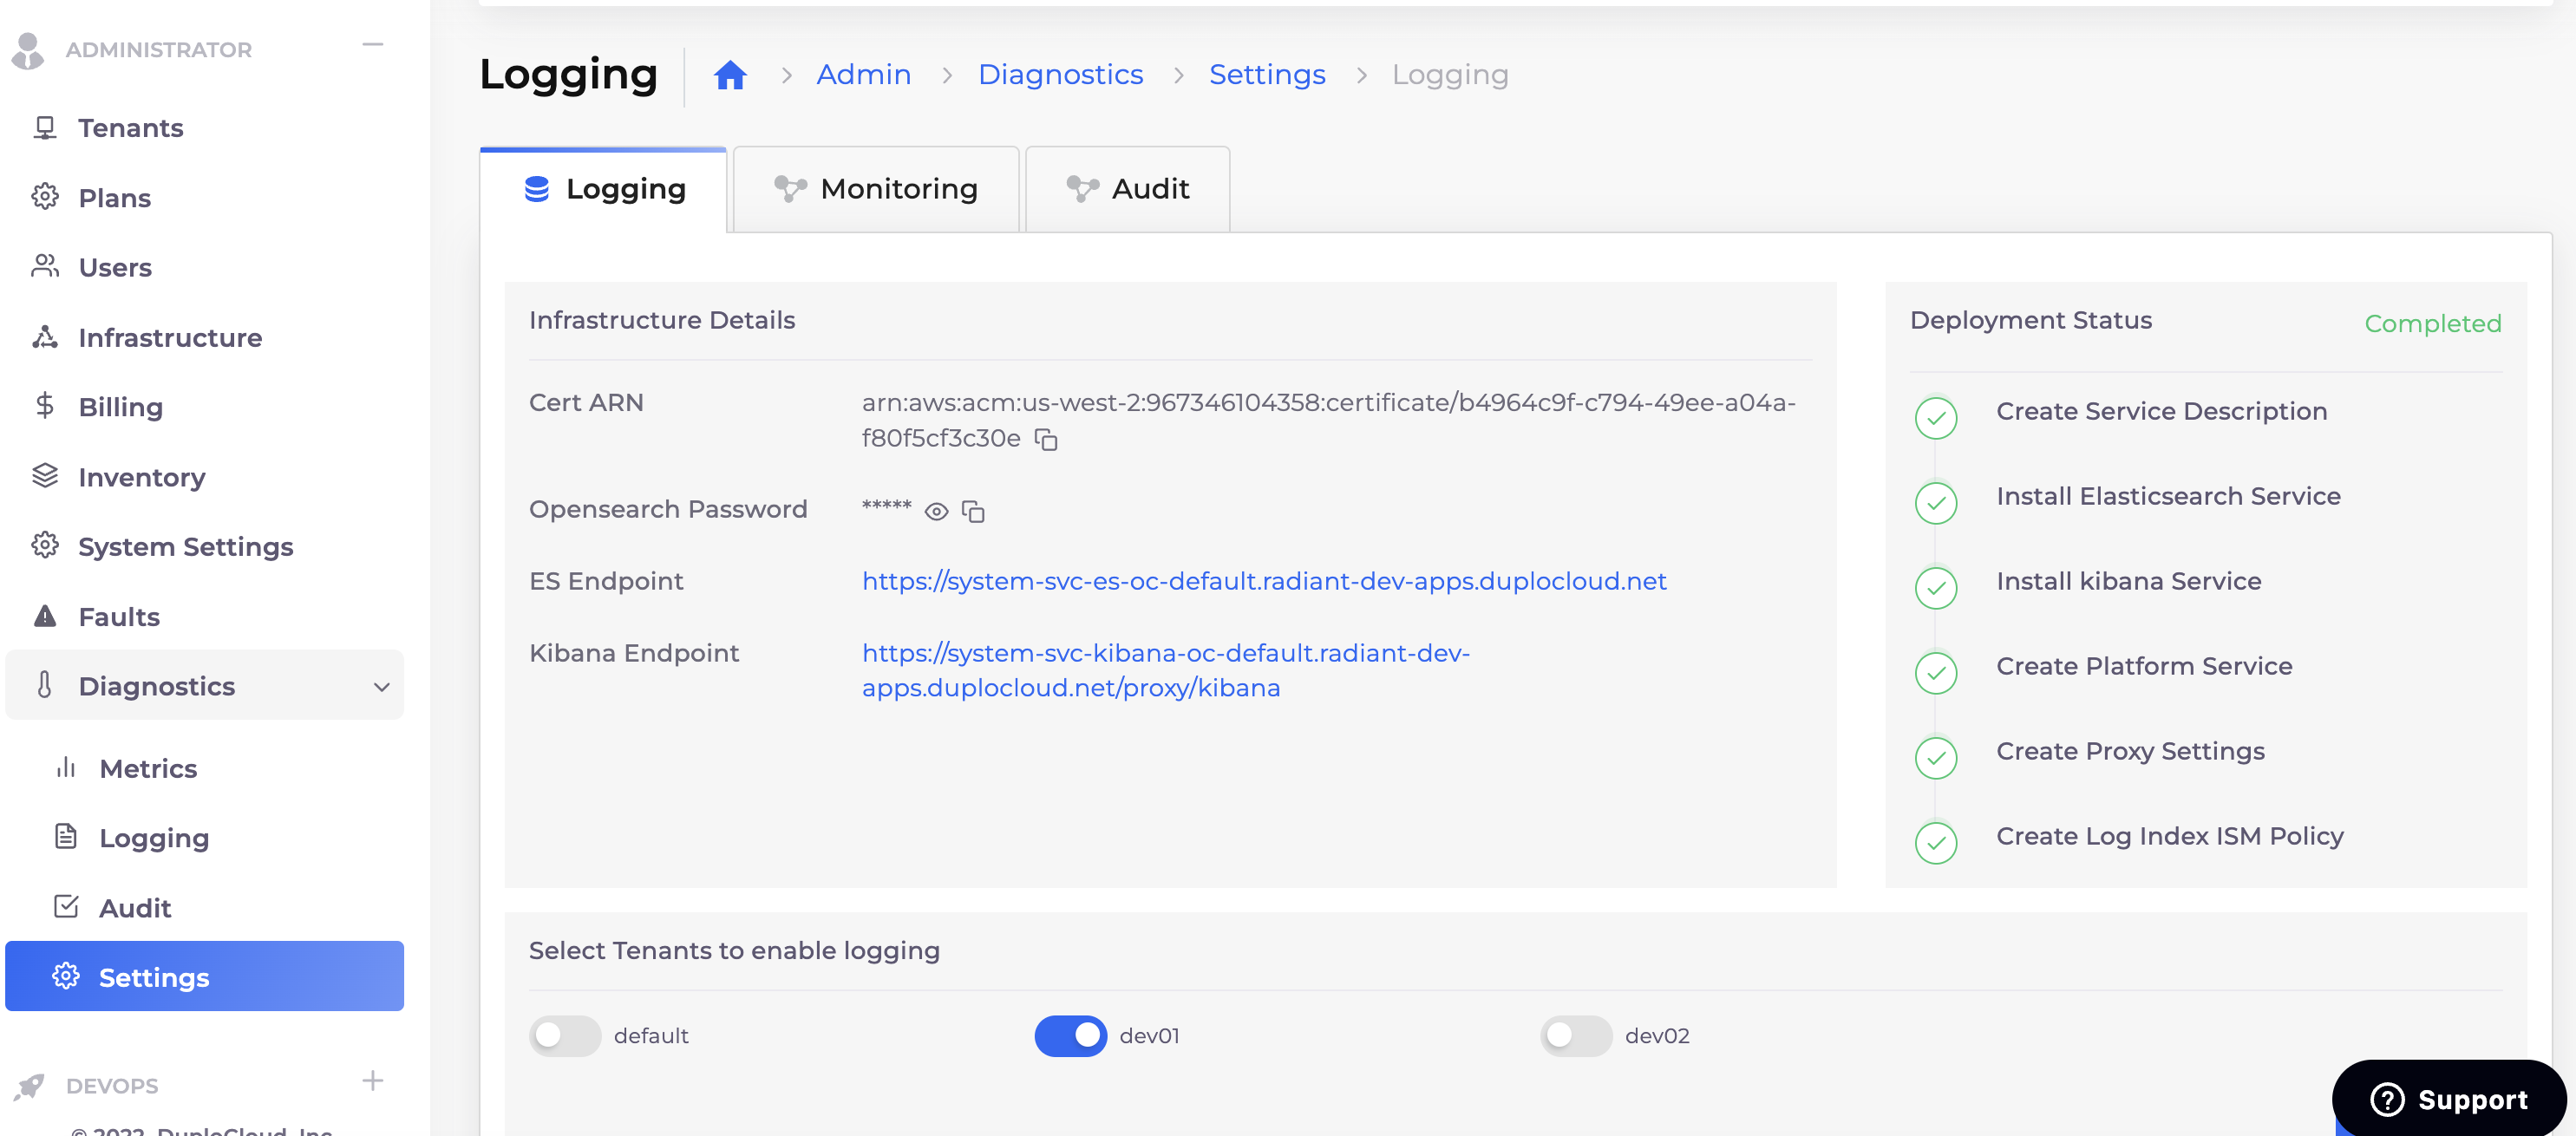 ADMINISTRATOR
Tenants
Plans
Users
Infrastructure
Billing
Inventory
System Settings
Faults
Diagnostics
Metrics
Logging
Audit
Settings
DEVOPS
© 2022, DuploCloud, Inc
Logging
Admin > Diagnostics > Settings > Logging
Logging
Monitoring
Audit
Infrastructure Details
Cert ARN
arn:aws:acm:us-west-2:967346104358:certificate/b4964c9f-c794-49ee-a04a-
f80f5cf3c30e
Opensearch Password
*****
ES Endpoint
https://system-svc-es-oc-default.radiant-dev-apps.duplocloud.net
Kibana Endpoint
https://system-svc-kibana-oc-default.radiant-dev-
apps.duplocloud.net/proxy/kibana
Deployment Status
Completed
Create Service Description
Install Elasticsearch Service
Install kibana Service
Create Platform Service
Create Proxy Settings
Create Log Index ISM Policy
Select Tenants to enable logging
default
dev01
dev02
Support